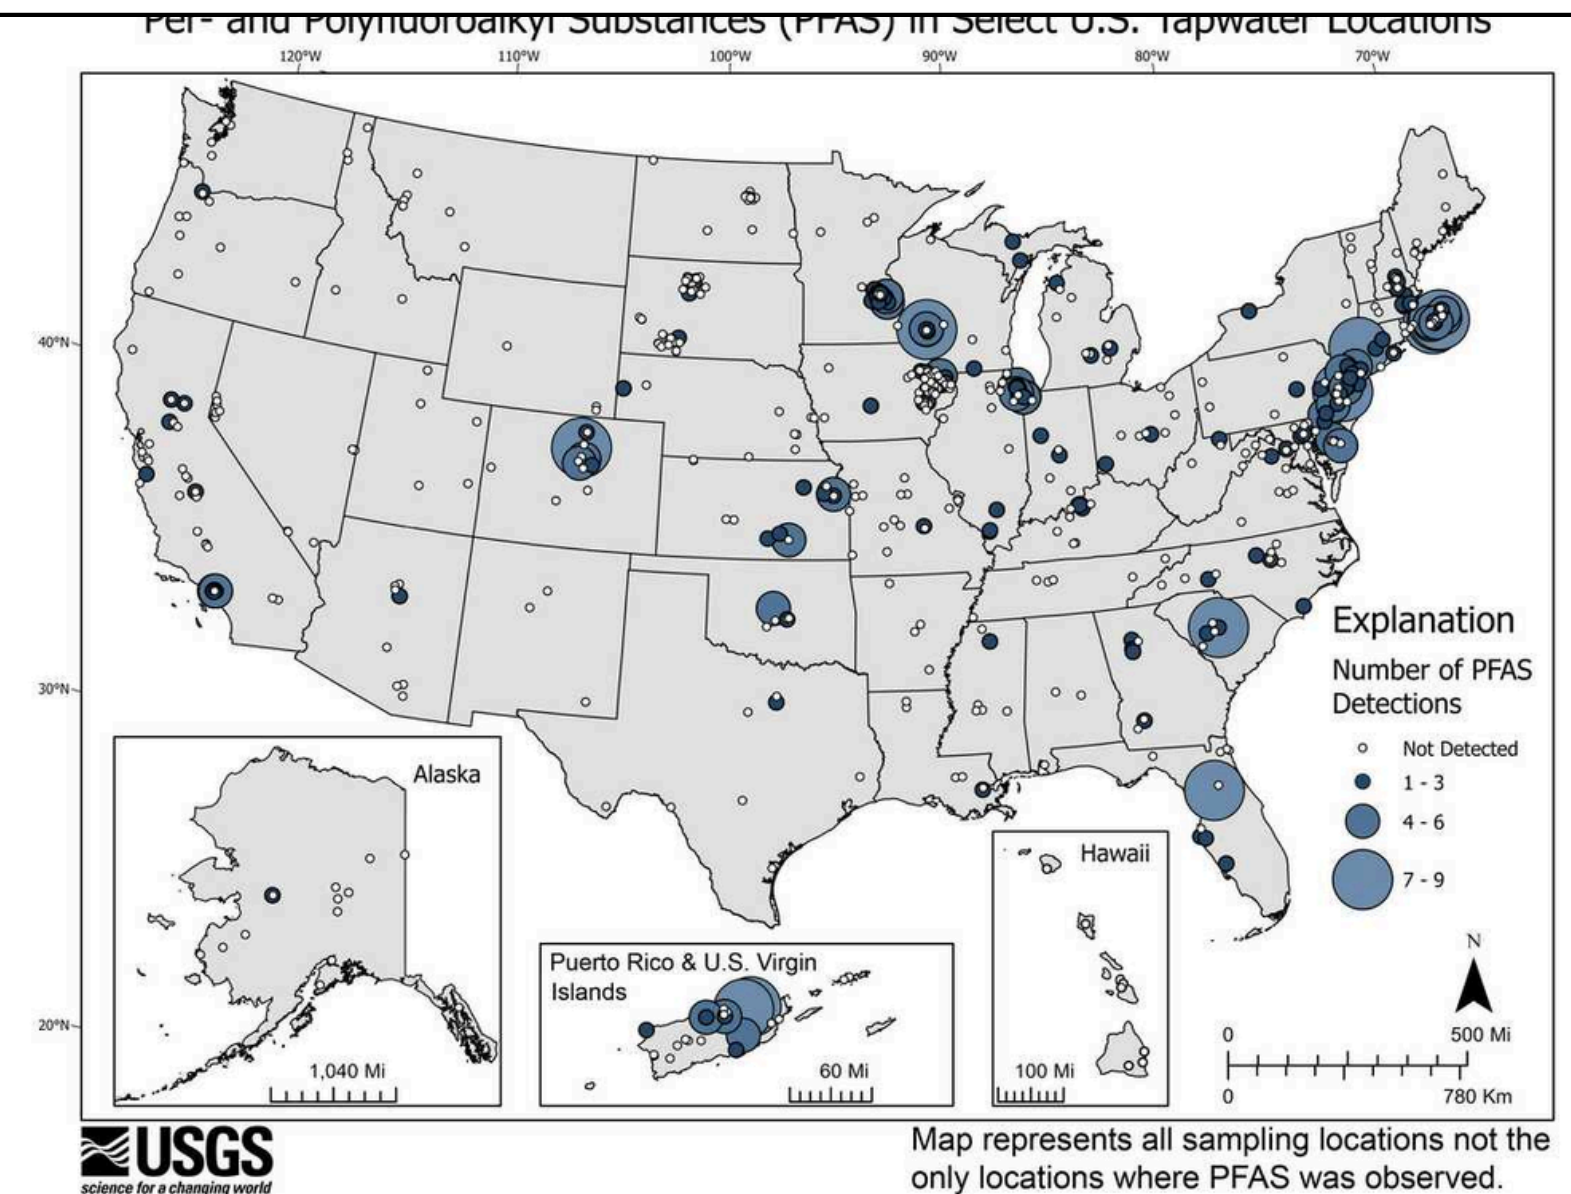 Per- and Polyfluoroalkyl Substances (PFAS) in Select U.S. Tapwater Locations
120°W 110°W 100°W 90°W 80°W 70°W
40°N
30°N
20°N
Explanation
Number of PFAS
Detections
Not Detected
1 - 3
4 - 6
7 - 9
Alaska
1,040 Mi
Puerto Rico & U.S. Virgin
Islands
60 Mi
Hawaii
100 Mi
N
0 500 Mi
0 780 Km
USGS
science for a changing world
Map represents all sampling locations not the
only locations where PFAS was observed.